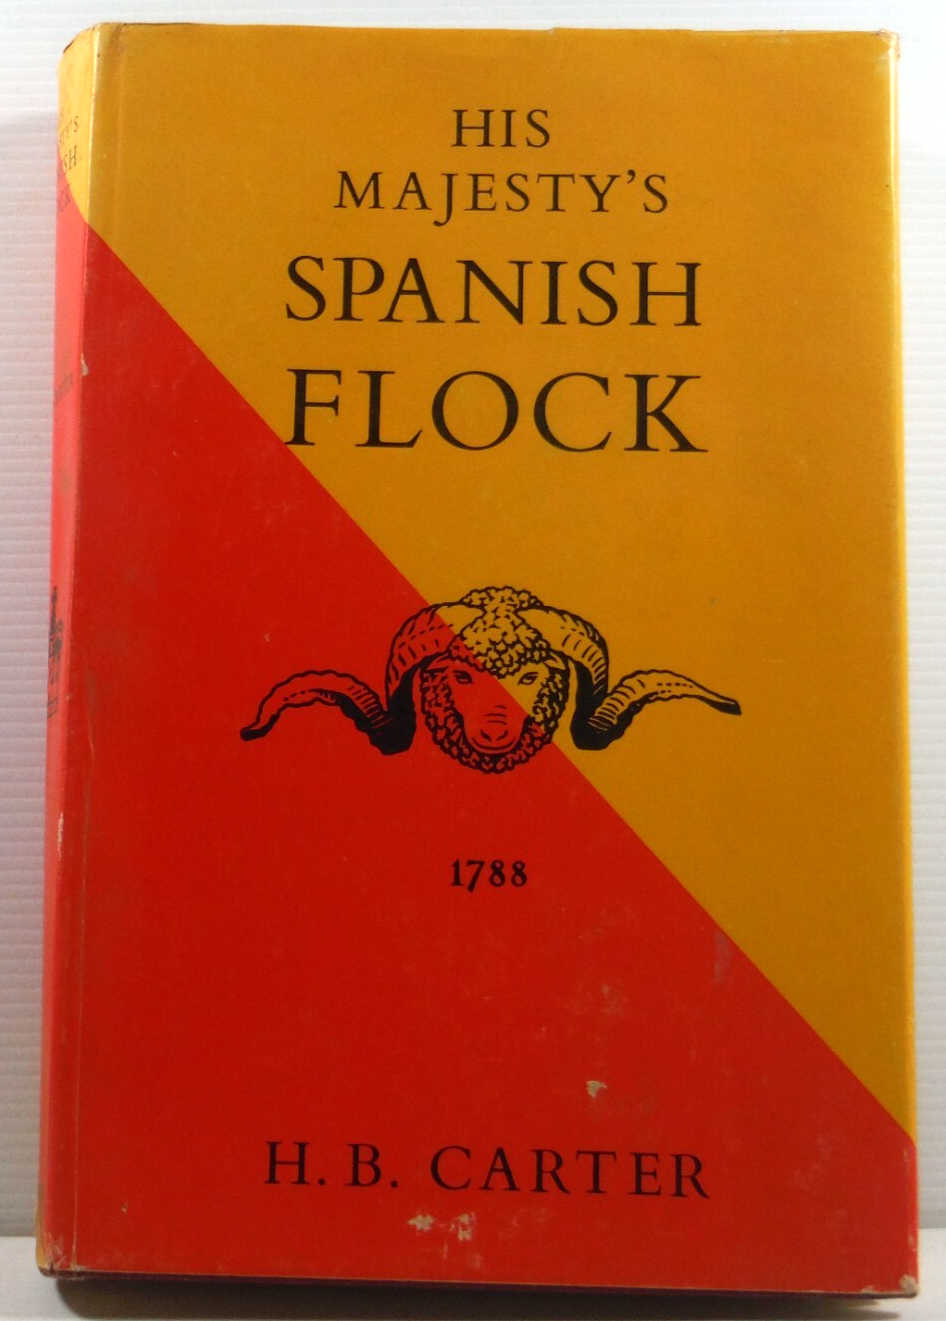 HIS
MAJESTY'S
SPANISH
FLOCK
1788
H. B. CARTER